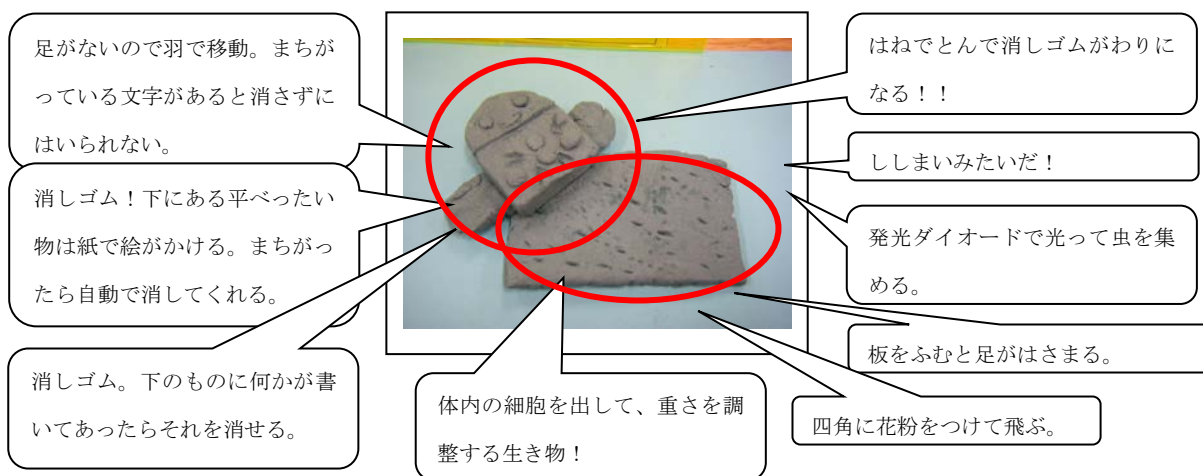 足がないので羽で移動。まちが
っている文字があると消さずに
はいられない。
消しゴム！下にある平べったい
物は紙で絵がかける。まちがっ
たら自動で消してくれる。
消しゴム。下のものに何かが書
いてあったらそれを消せる。
体内の細胞を出して、重さを調
整する生き物！
はねでとんで消しゴムがわりに
なる！！
ししまいみたいだ！
発光ダイオードで光って虫を集
める。
板をふむと足がはさまる。
四角に花粉をつけて飛ぶ。